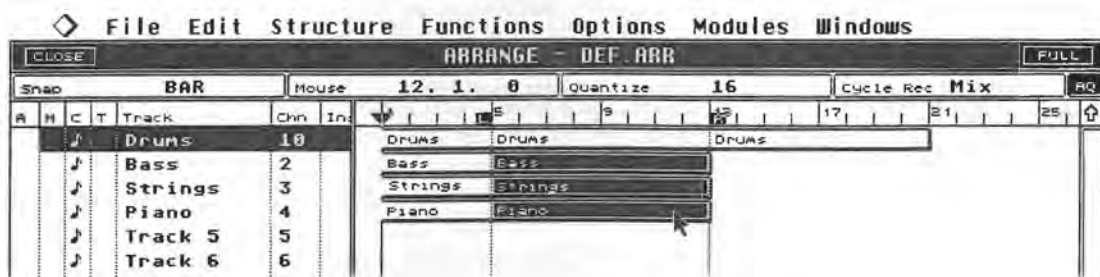 File Edit Structure Functions Options Modules Windows
CLOSE ARRANGE - DEF.ARR FULL
Snap BAR Mouse 12. 1. 0 Quantize 16 Cycle Rec Mix AQ
A M C T Track Chn Ins 5 9 13 17 21 25
Drums 10 Drums Drums Drums
Bass 2 Bass Bass
Strings 3 Strings Strings
Piano 4 Piano Piano
Track 5 5
Track 6 6